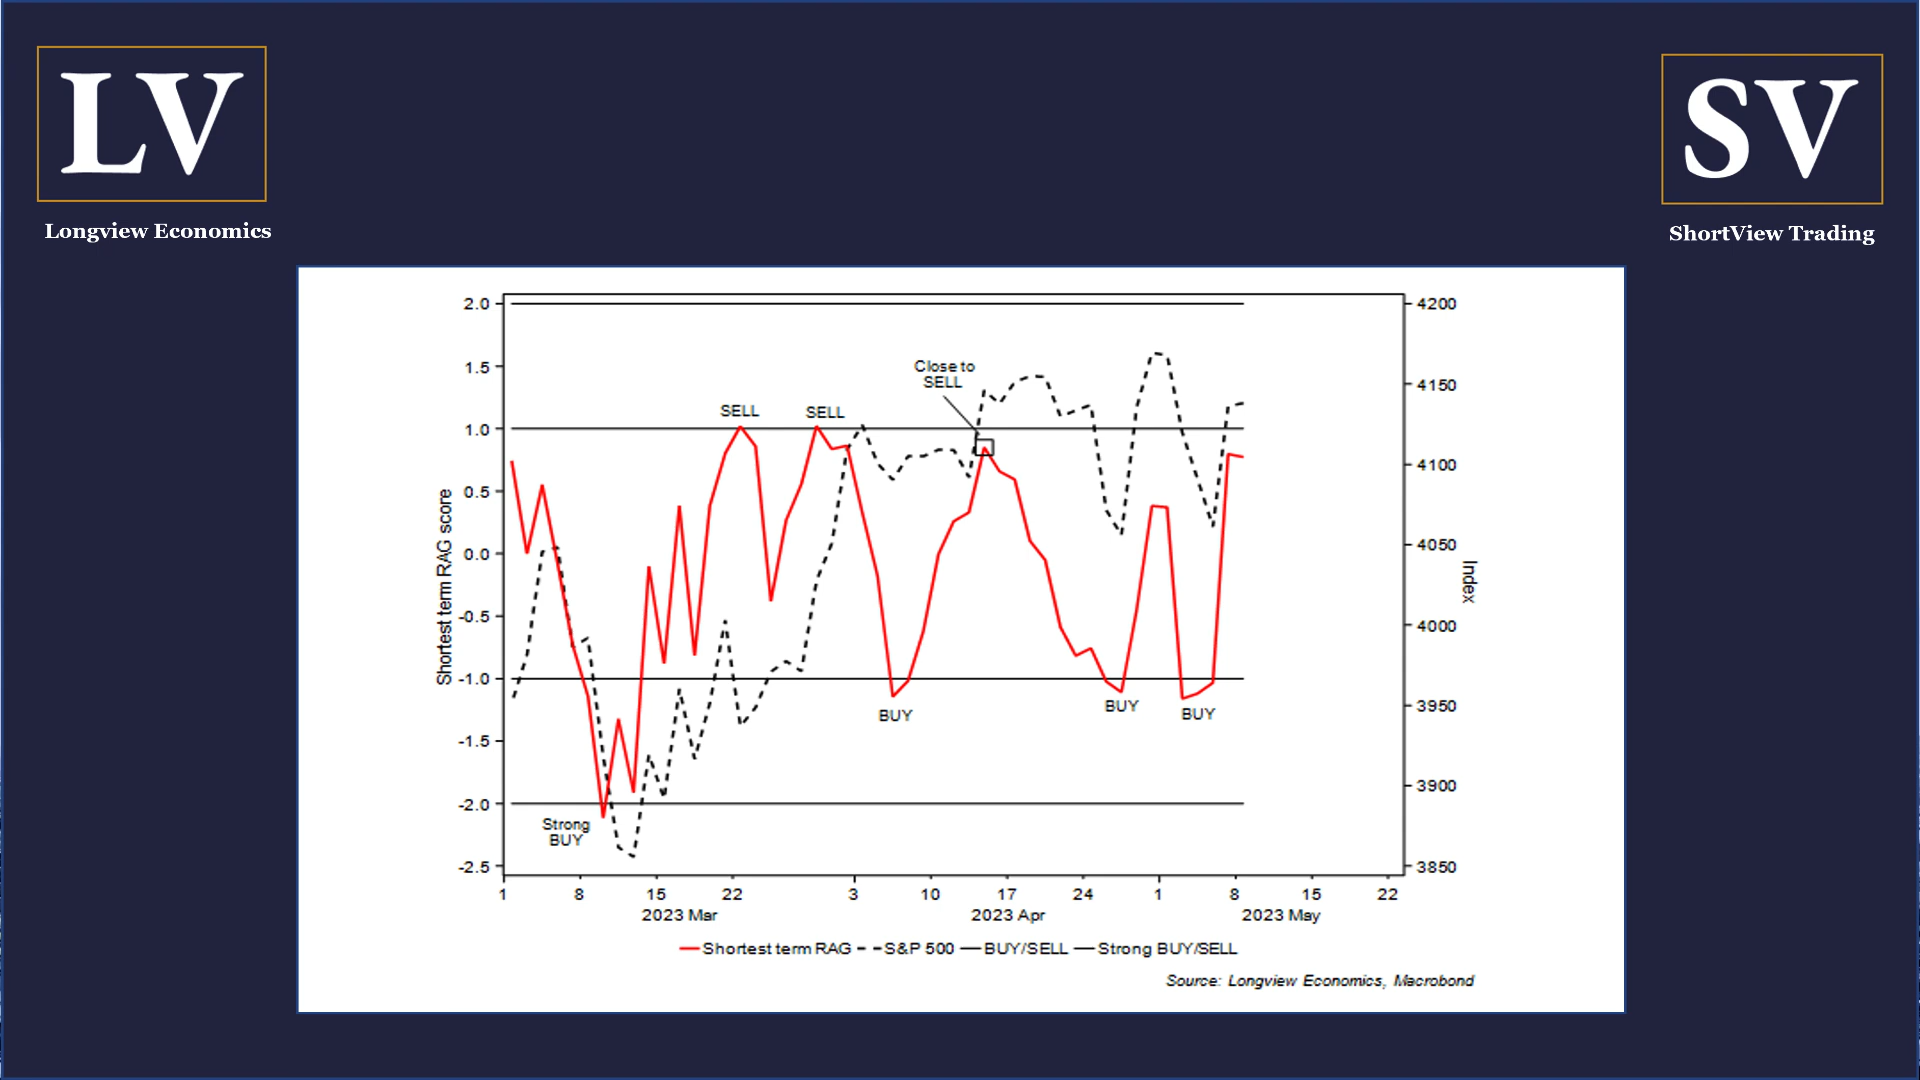 LV
Longview Economics
SV
ShortView Trading
Shortest term RAG score
2.0
1.5
1.0
0.5
0.0
-0.5
-1.0
-1.5
-2.0
-2.5
4200
4150
4100
4050
4000
3950
3900
3850
Index
SELL
SELL
Close to
SELL
BUY
BUY
BUY
Strong
BUY
1 8 15 22 3 10 17 24 1 8 15 22
2023 Mar 2023 Apr 2023 May
Shortest term RAG S&P 500 BUY/SELL Strong BUY/SELL
Source: Longview Economics, Macrobond